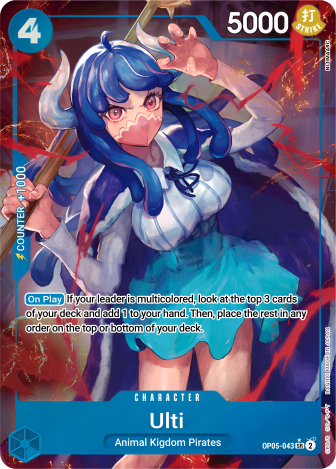 4
5000
打
STRIKE
⚡COUNTER +1000
On Play If your leader is multicolored, look at the top 3 cards
of your deck and add 1 to your hand. Then, place the rest in any
order on the top or bottom of your deck.
CHARACTER
Ulti
Animal Kigdom Pirates
OP05-043 SR 2